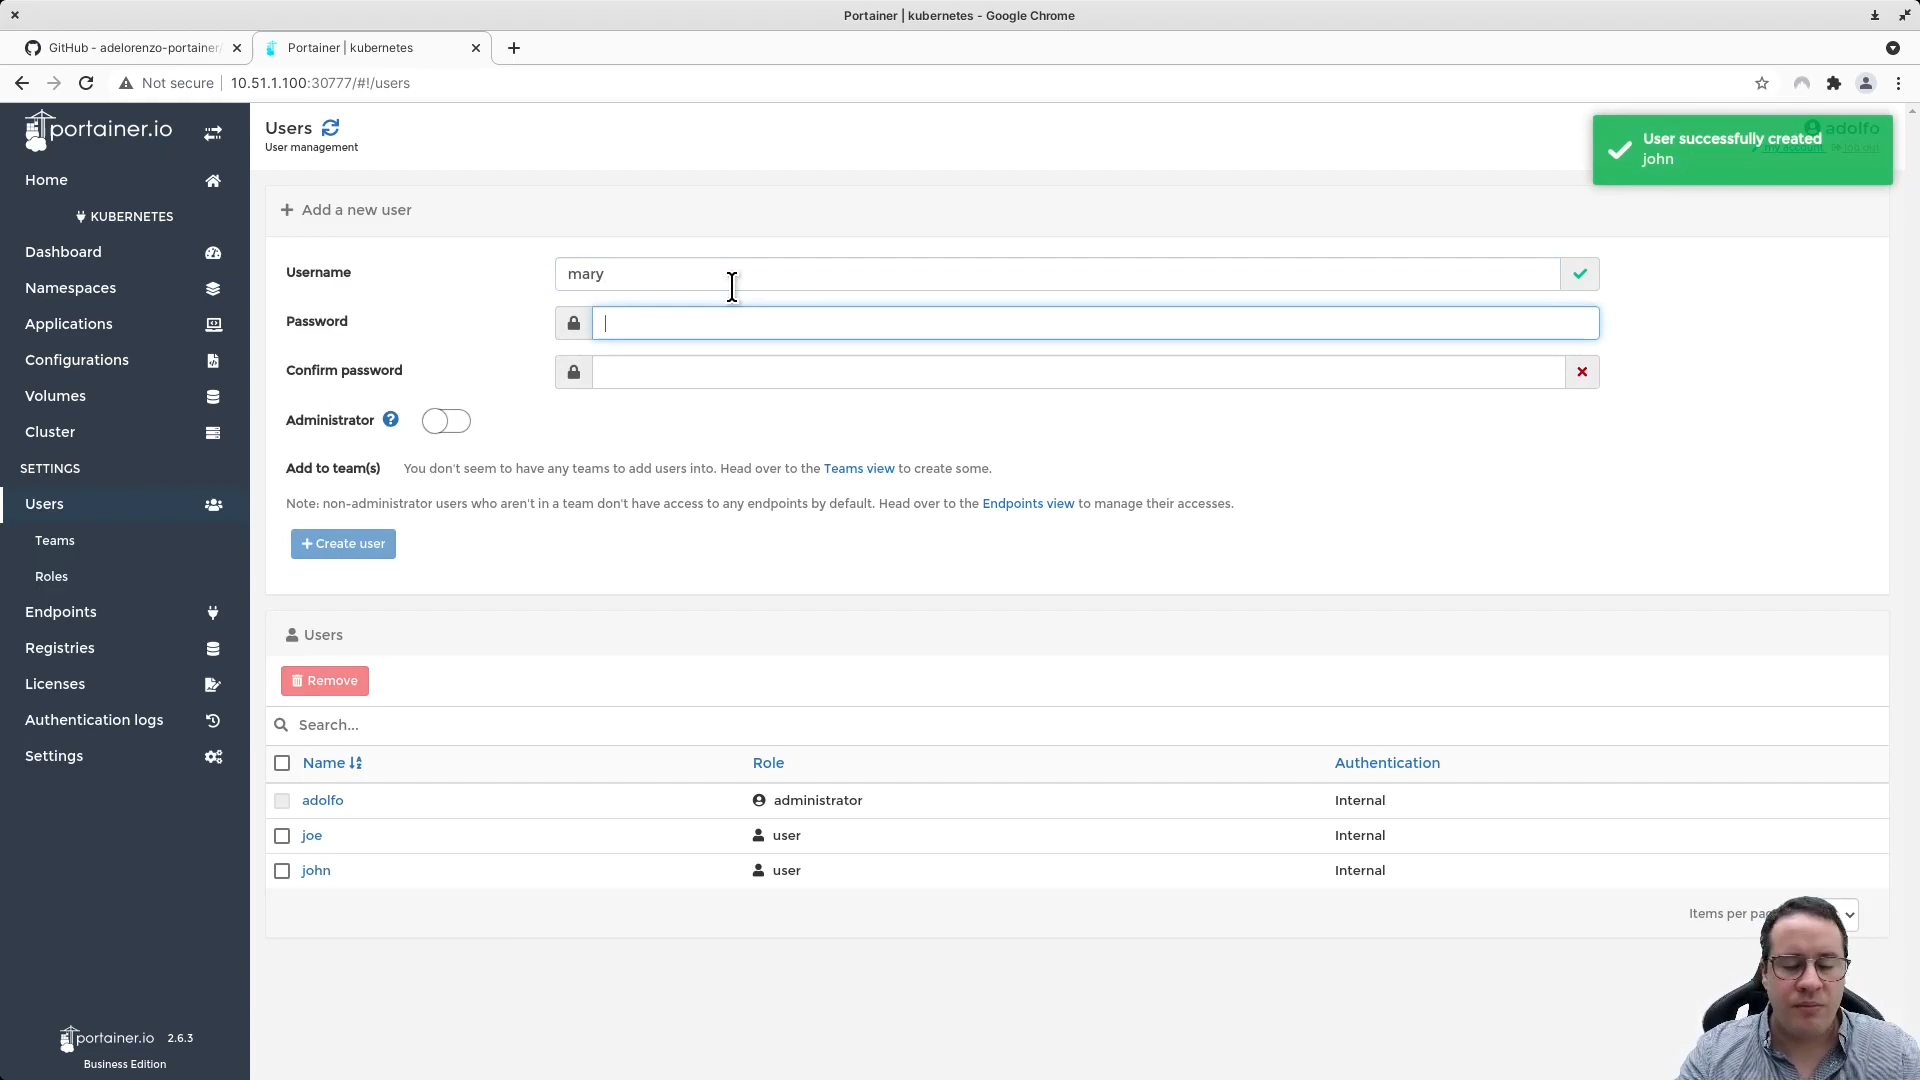 Portainer | kubernetes - Google Chrome
GitHub - adelorenzo-portainer/
Portainer | kubernetes
Not secure
10.51.1.100:30777/#!/users
portainer.io
Home
KUBERNETES
Dashboard
Namespaces
Applications
Configurations
Volumes
Cluster
SETTINGS
Users
Teams
Roles
Endpoints
Registries
Licenses
Authentication logs
Settings
portainer.io 2.6.3
Business Edition
Users
User management
adolfo
my account log out
User successfully created
john
Add a new user
Username mary
Password
Confirm password
Administrator
Add to team(s) You don't seem to have any teams to add users into. Head over to the Teams view to create some.
Note: non-administrator users who aren't in a team don't have access to any endpoints by default. Head over to the Endpoints view to manage their accesses.
Create user
Users
Remove
Search...
Name Role Authentication
adolfo administrator Internal
joe user Internal
john user Internal
Items per